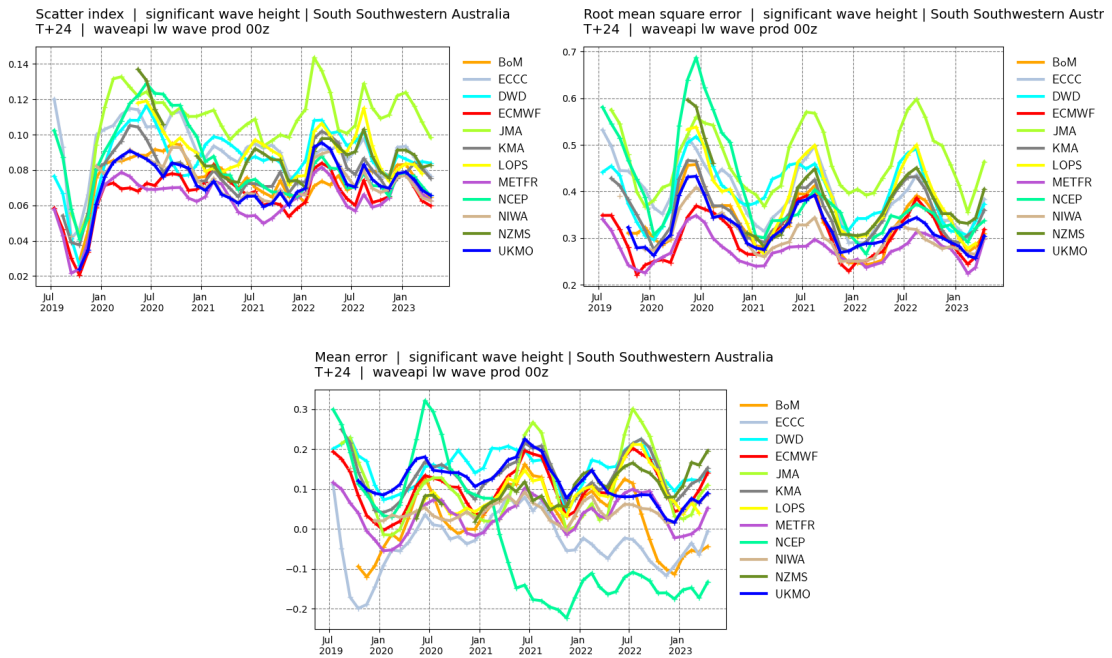 Scatter index | significant wave height | South Southwestern Australia
T+24 | waveapi lw wave prod 00z
0.14
0.12
0.10
0.08
0.06
0.04
0.02
Jul 2019
Jan 2020
Jul 2020
Jan 2021
Jul 2021
Jan 2022
Jul 2022
Jan 2023
BoM
ECCC
DWD
ECMWF
JMA
KMA
LOPS
METFR
NCEP
NIWA
NZMS
UKMO
Root mean square error | significant wave height | South Southwestern Austr
T+24 | waveapi lw wave prod 00z
0.7
0.6
0.5
0.4
0.3
0.2
Jul 2019
Jan 2020
Jul 2020
Jan 2021
Jul 2021
Jan 2022
Jul 2022
Jan 2023
BoM
ECCC
DWD
ECMWF
JMA
KMA
LOPS
METFR
NCEP
NIWA
NZMS
UKMO
Mean error | significant wave height | South Southwestern Australia
T+24 | waveapi lw wave prod 00z
0.3
0.2
0.1
0.0
−0.1
−0.2
Jul 2019
Jan 2020
Jul 2020
Jan 2021
Jul 2021
Jan 2022
Jul 2022
Jan 2023
BoM
ECCC
DWD
ECMWF
JMA
KMA
LOPS
METFR
NCEP
NIWA
NZMS
UKMO